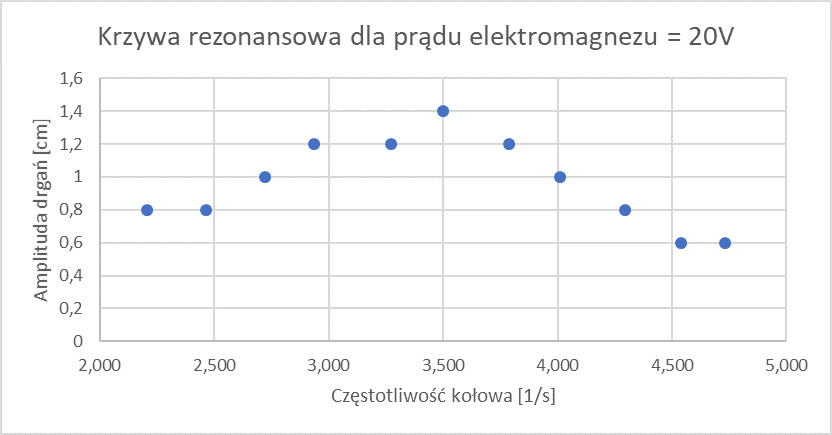 Krzywa rezonansowa dla prądu elektromagnezu = 20V
Amplituda drgań [cm]
1,6
1,4
1,2
1
0,8
0,6
0,4
0,2
0
2,000 2,500 3,000 3,500 4,000 4,500 5,000
Częstotliwość kołowa [1/s]